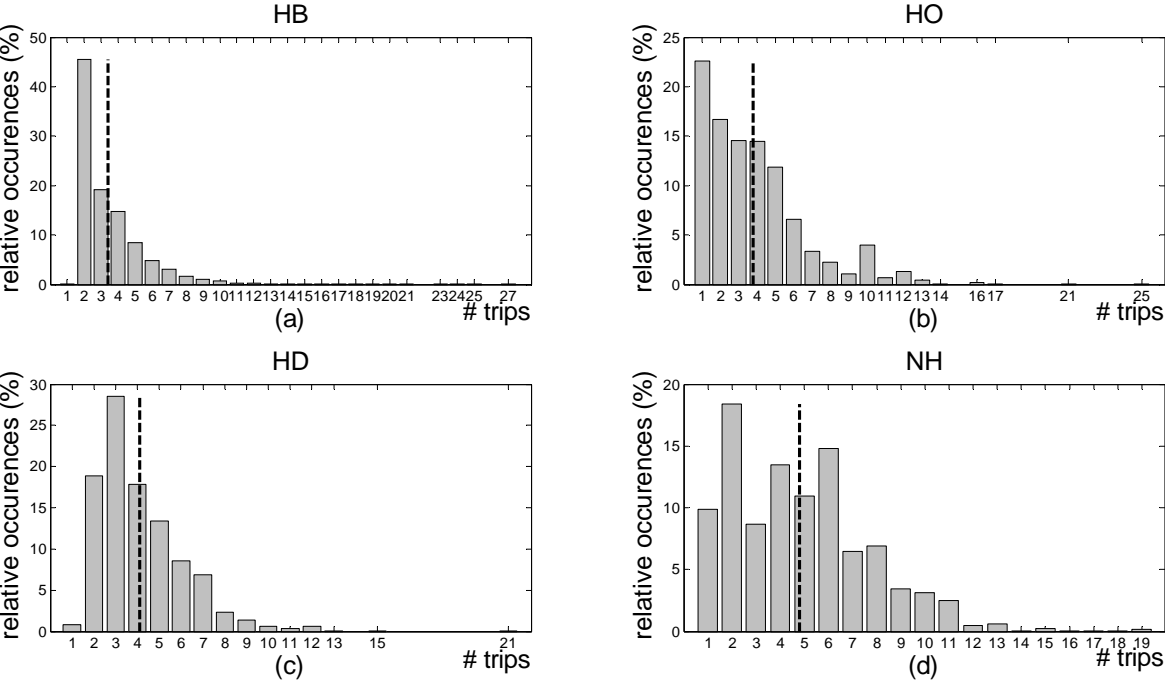 HB
relative occurences (%)
50
40
30
20
10
0
1 2 3 4 5 6 7 8 9 10 11 12 13 14 15 16 17 18 19 20 21 23 24 25 27
# trips
(a)
HO
relative occurences (%)
25
20
15
10
5
0
1 2 3 4 5 6 7 8 9 10 11 12 13 14 16 17 21 25
# trips
(b)
HD
relative occurences (%)
30
25
20
15
10
5
0
1 2 3 4 5 6 7 8 9 10 11 12 13 15 21
# trips
(c)
NH
relative occurences (%)
20
15
10
5
0
1 2 3 4 5 6 7 8 9 10 11 12 13 14 15 16 17 18 19
# trips
(d)